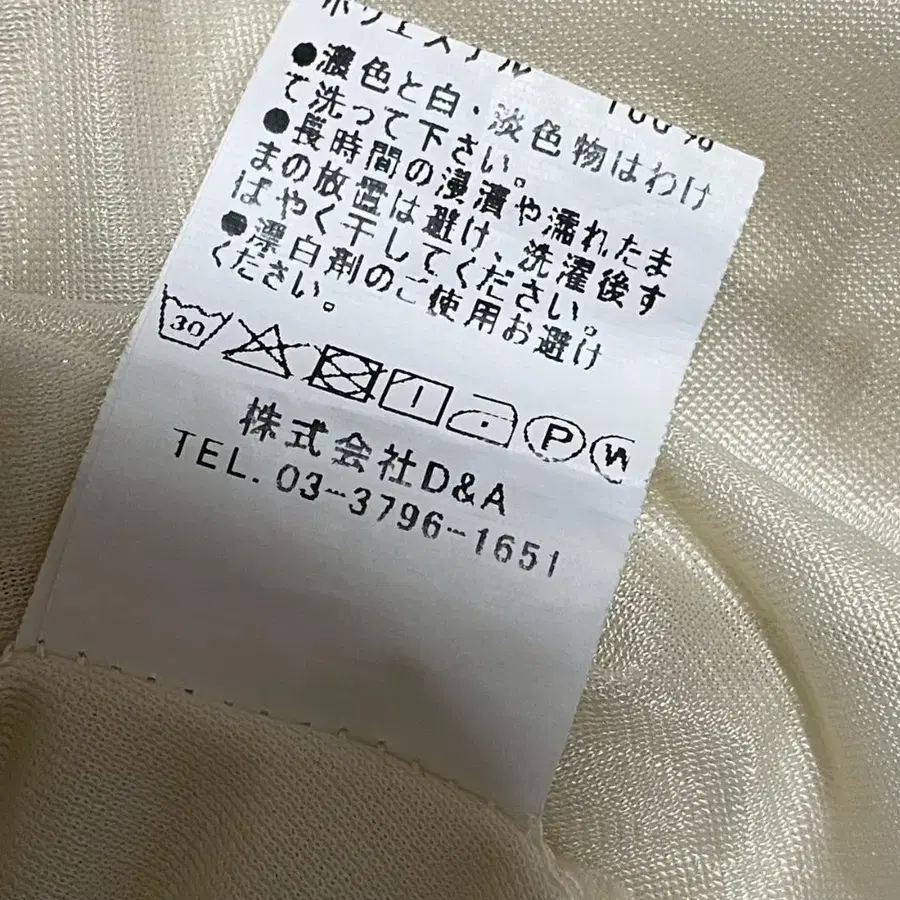 ポリエステル 100%
●濃色と白、淡色物はわけ
て洗って下さい。
●長時間の浸漬や濡れたま
まの放置は避け、洗濯後す
ばやく干してください。
●漂白剤のご使用お避け
ください。
30 P W
株式会社D&A
TEL. 03-3796-1651